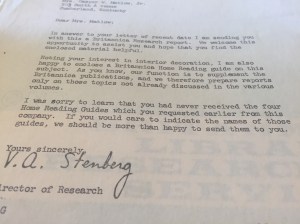 Dear Mrs.
In answer to your letter of recent date I am sending you
with this a Britannica Research report. We welcome this
opportunity to assist you and hope that you find the
enclosed material helpful.
Having your interest in interior decoration, I am also
happy to enclose a Britannica Home Reading guide on this
subject. As you know, our function is to supplement the
Britannica publications, and we therefore prepare reports
only on those topics not already discussed in the various
volumes.
I was sorry to learn that you had never received the four
Home Reading Guides which you requested earlier from this
company. If you would care to indicate the names of those
guides, we should be more than happy to send them to you.
Yours sincerely,
V. A. Stenberg
Director of Research